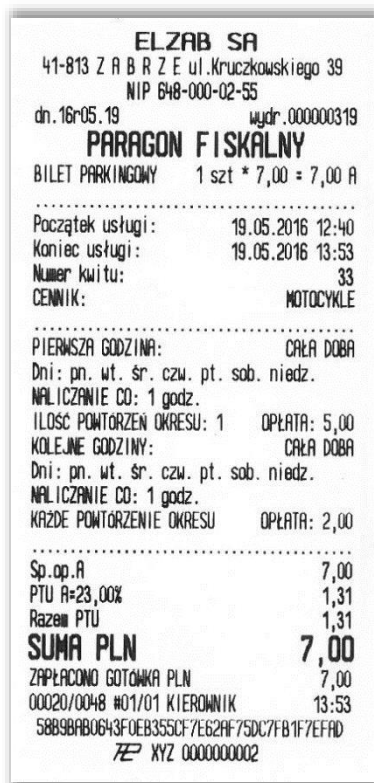 ELZAB SA
41-813 Z A B R Z E ul.Kruczkowskiego 39
NIP 648-000-02-55
dn.16r05.19 wydr.000000319
PARAGON FISKALNY
BILET PARKINGOWY 1 szt * 7,00 = 7,00 A
Początek usługi: 19.05.2016 12:40
Koniec usługi: 19.05.2016 13:53
Numer kwitu: 33
CENNIK: MOTOCYKLE
PIERWSZA GODZINA: CAŁA DOBA
Dni: pn. wt. śr. czw. pt. sob. niedz.
NALICZANIE CO: 1 godz.
ILOŚĆ POWTÓRZEŃ OKRESU: 1 OPŁATA: 5,00
KOLEJNE GODZINY: CAŁA DOBA
Dni: pn. wt. śr. czw. pt. sob. niedz.
NALICZANIE CO: 1 godz.
KAŻDE POWTÓRZENIE OKRESU OPŁATA: 2,00
Sp.op.A 7,00
PTU A=23,00% 1,31
Razem PTU 1,31
SUMA PLN 7,00
ZAPŁACONO GOTÓWKA PLN 7,00
00020/0048 #01/01 KIEROWNIK 13:53
58B9BAB0643F0EB355CF7E62AF75DC7FB1F7EFAD
XYZ 0000000002